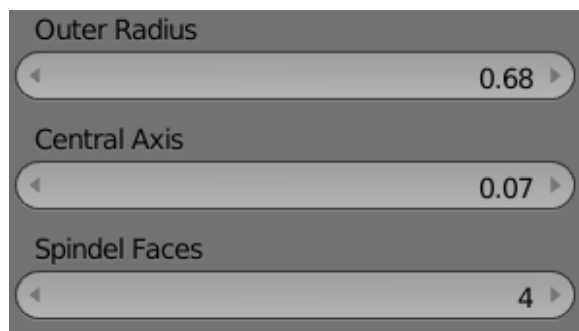 Outer Radius
0.68
Central Axis
0.07
Spindel Faces
4